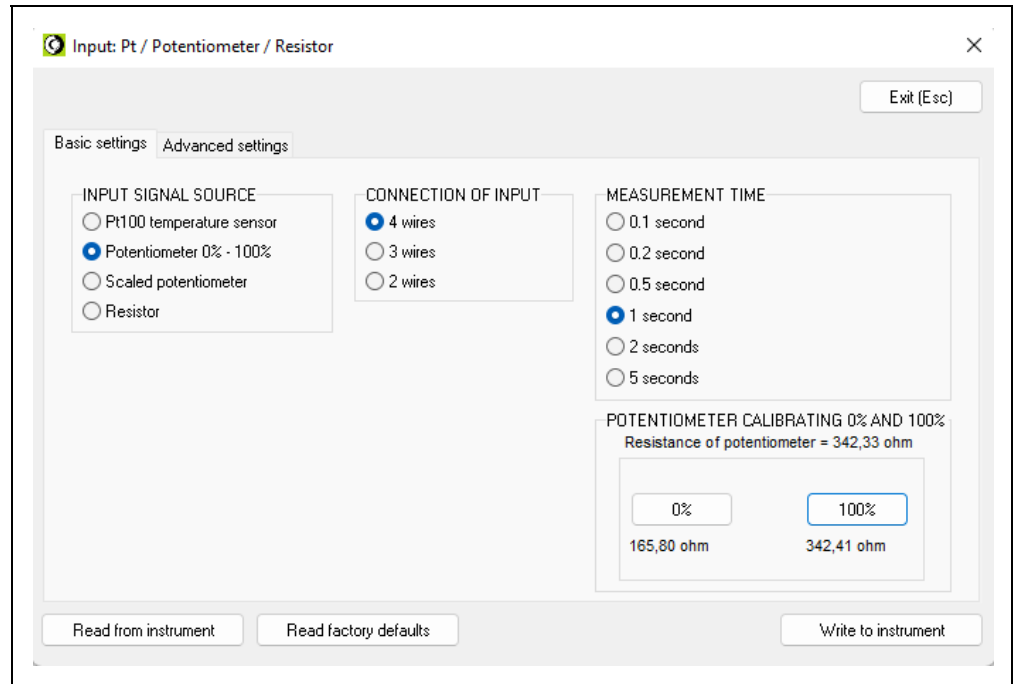 Input: Pt / Potentiometer / Resistor
Exit (Esc)
Basic settings
Advanced settings
INPUT SIGNAL SOURCE
Pt100 temperature sensor
Potentiometer 0% - 100%
Scaled potentiometer
Resistor
CONNECTION OF INPUT
4 wires
3 wires
2 wires
MEASUREMENT TIME
0.1 second
0.2 second
0.5 second
1 second
2 seconds
5 seconds
POTENTIOMETER CALIBRATING 0% AND 100%
Resistance of potentiometer = 342,33 ohm
0%
100%
165,80 ohm
342,41 ohm
Read from instrument
Read factory defaults
Write to instrument